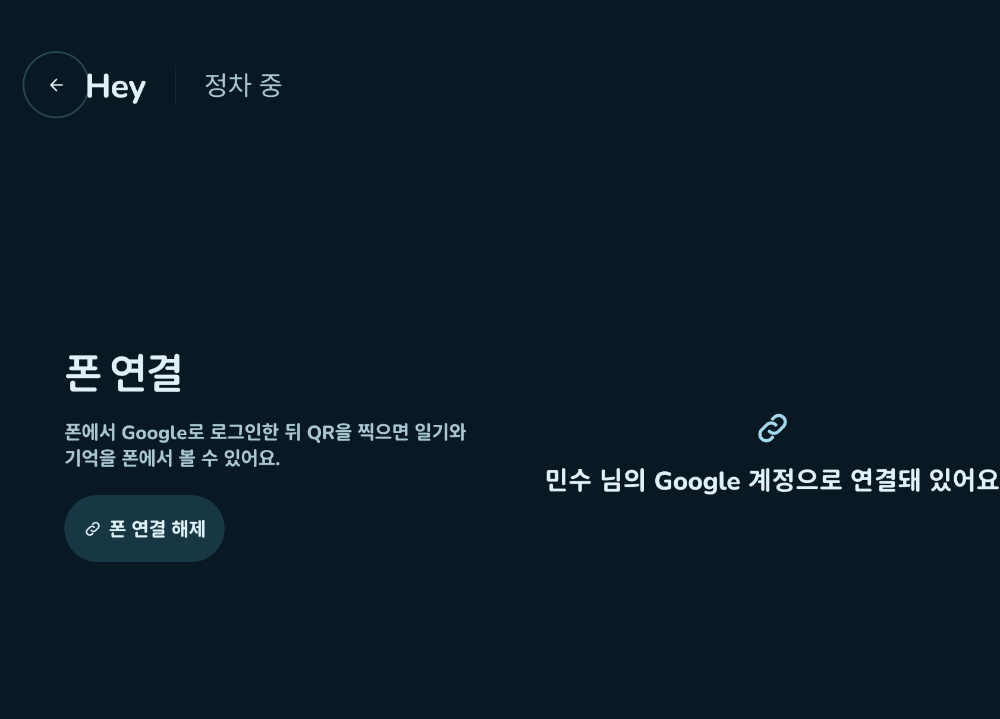 Hey
정차 중
폰 연결
폰에서 Google로 로그인한 뒤 QR을 찍으면 일기와
기억을 폰에서 볼 수 있어요.
폰 연결 해제
민수 님의 Google 계정으로 연결돼 있어요